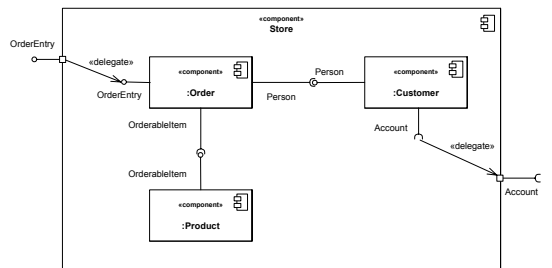 «component»
Store
OrderEntry
«delegate»
OrderEntry
«component»
:Order
Person
Person
«component»
:Customer
OrderableItem
Account
«delegate»
OrderableItem
Account
«component»
:Product